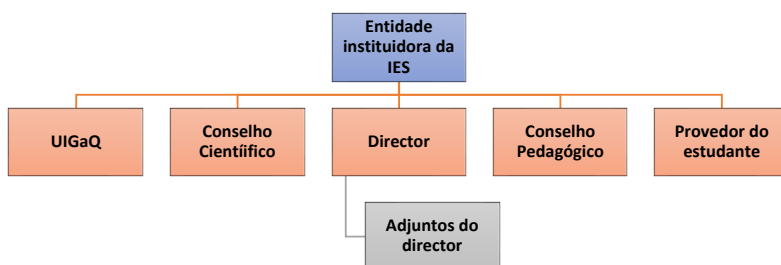 Entidade
instituidora da
IES
UIGaQ
Conselho
Cientíifico
Director
Conselho
Pedagógico
Provedor do
estudante
Adjuntos do
director